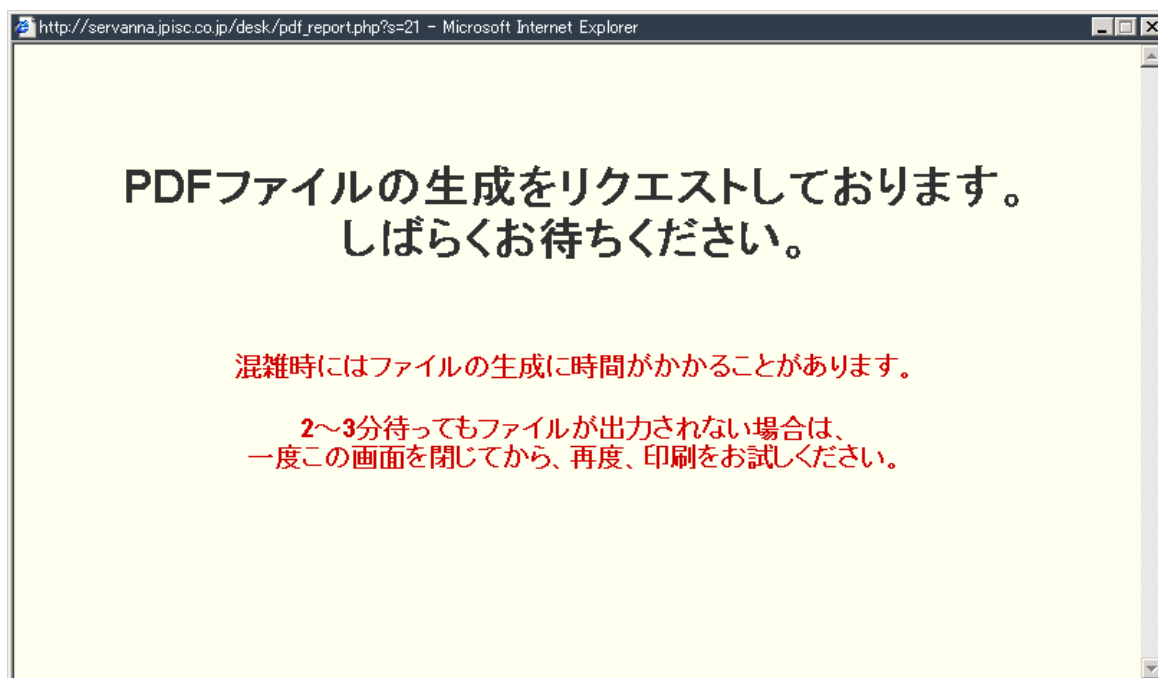 http://servanna.jpisc.co.jp/desk/pdf_report.php?s=21 - Microsoft Internet Explorer
PDFファイルの生成をリクエストしております。
しばらくお待ちください。
混雑時にはファイルの生成に時間がかかることがあります。
2～3分待ってもファイルが出力されない場合は、
一度この画面を閉じてから、再度、印刷をお試しください。